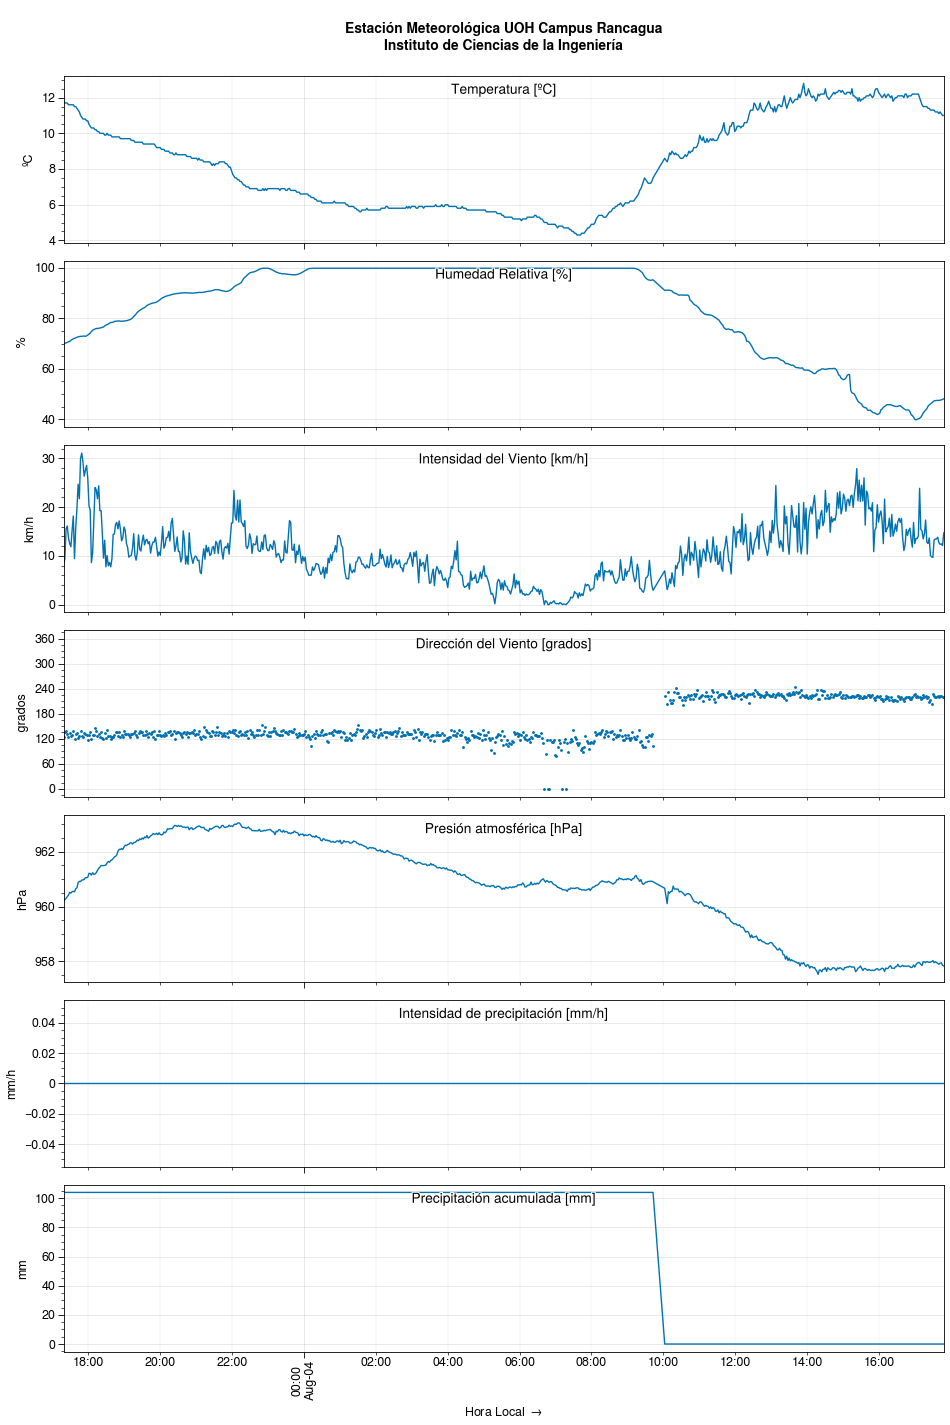 Estación Meteorológica UOH Campus Rancagua
Instituto de Ciencias de la Ingeniería
Temperatura [ºC]
12
10
8
6
4
ºC
Humedad Relativa [%]
100
80
60
40
%
Intensidad del Viento [km/h]
30
20
10
0
km/h
Dirección del Viento [grados]
360
300
240
180
120
60
0
grados
Presión atmosférica [hPa]
962
960
958
hPa
Intensidad de precipitación [mm/h]
0.04
0.02
0
−0.02
−0.04
mm/h
Precipitación acumulada [mm]
100
80
60
40
20
0
mm
18:00
20:00
22:00
00:00
Aug-04
02:00
04:00
06:00
08:00
10:00
12:00
14:00
16:00
Hora Local →